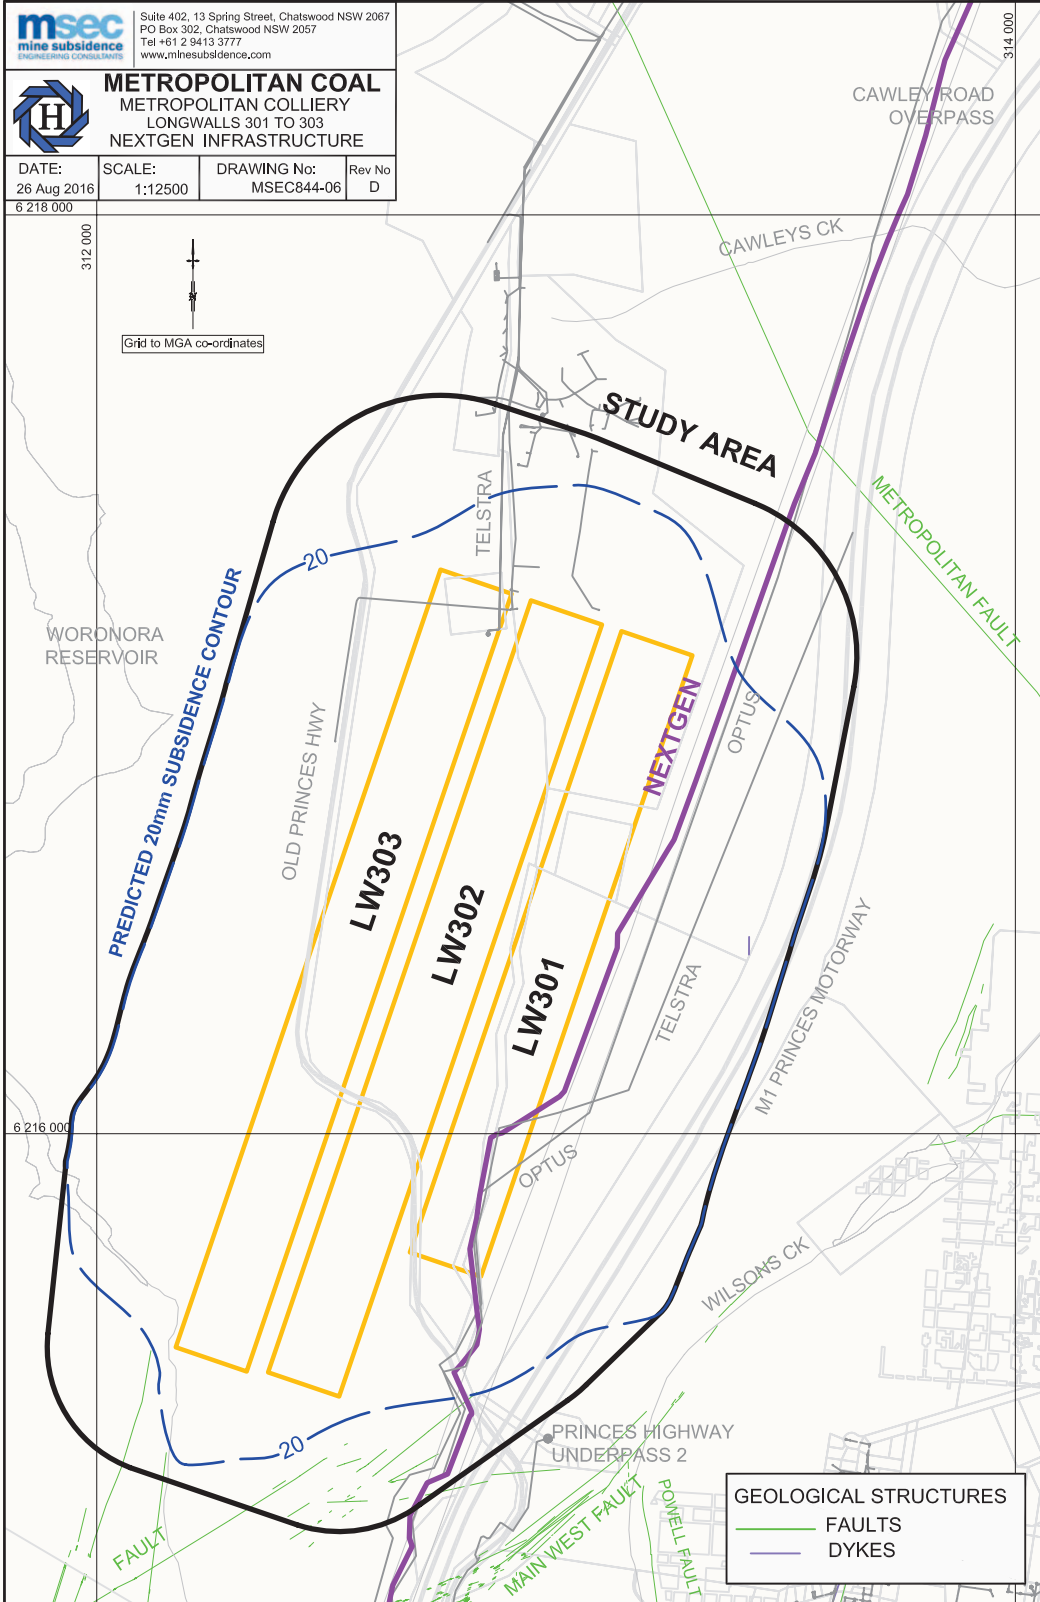 msec
mine subsidence
ENGINEERING CONSULTANTS
Suite 402, 13 Spring Street, Chatswood NSW 2067
PO Box 302, Chatswood NSW 2057
Tel +61 2 9413 3777
www.minesubsidence.com
H
METROPOLITAN COAL
METROPOLITAN COLLIERY
LONGWALLS 301 TO 303
NEXTGEN INFRASTRUCTURE
DATE:
26 Aug 2016
SCALE:
1:12500
DRAWING No:
MSEC844-06
Rev No
D
314 000
CAWLEY ROAD
OVERPASS
6 218 000
312 000
N
Grid to MGA co-ordinates
CAWLEYS CK
STUDY AREA
TELSTRA
METROPOLITAN FAULT
20
WORONORA
RESERVOIR
PREDICTED 20mm SUBSIDENCE CONTOUR
NEXTGEN
OPTUS
OLD PRINCES HWY
LW303
LW302
LW301
TELSTRA
M1 PRINCES MOTORWAY
6 216 000
OPTUS
WILSONS CK
20
PRINCES HIGHWAY
UNDERPASS 2
FAULT
MAIN WEST FAULT
POWELL FAULT
GEOLOGICAL STRUCTURES
FAULTS
DYKES